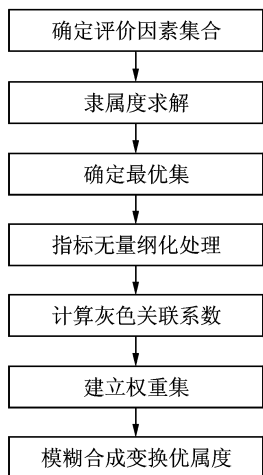 确定评价因素集合
隶属度求解
确定最优集
指标无量纲化处理
计算灰色关联系数
建立权重集
模糊合成变换优属度